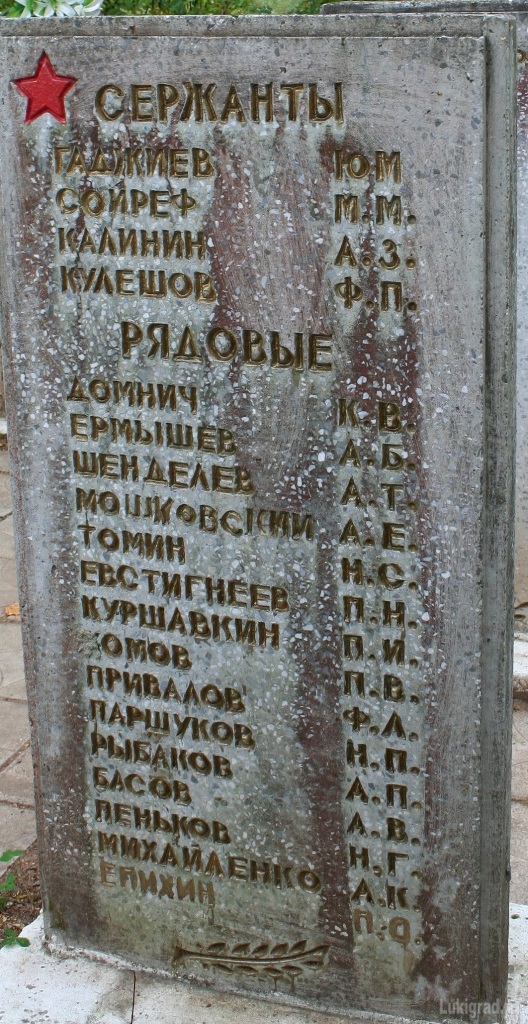 СЕРЖАНТЫ
ГАДЖИЕВ Ю.М
СОЙРЕФ М.М.
КАЛИНИН А.З.
КУЛЕШОВ Ф.П.
РЯДОВЫЕ
ДОМНИЧ К.В.
ЕРМЫШЕВ А.Б.
ШЕНДЕЛЕВ А.Т.
МОШКОВСКИЙ А.Е.
ТОМИН Н.С.
ЕВСТИГНЕЕВ П.Н.
КУРШАВКИН П.И.
П.В.
ПРИВАЛОВ Ф.Л.
ПАРШУКОВ Н.П.
РЫБАКОВ А.П.
БАСОВ А.В.
ПЕНЬКОВ Н.Г.
МИХАЙЛЕНКО А.К.
ЕПИХИН П.О.